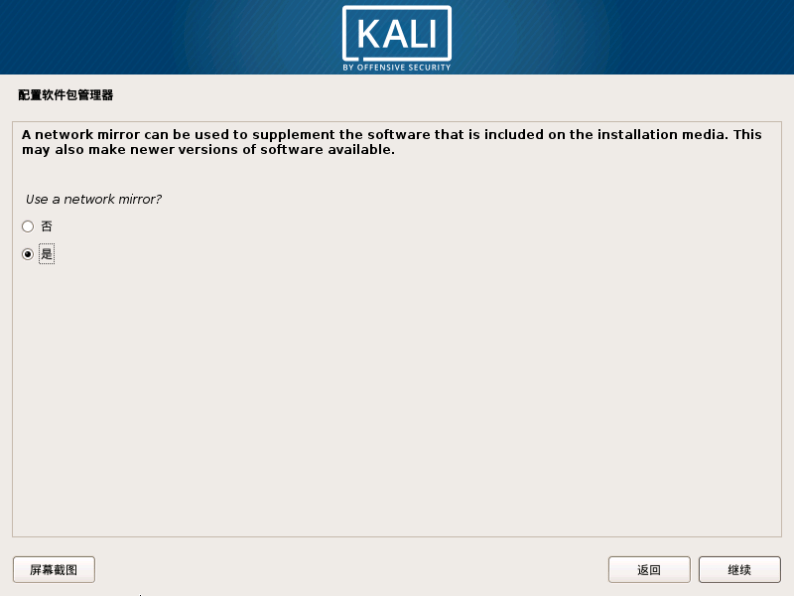 KALI
BY OFFENSIVE SECURITY
配置软件包管理器
A network mirror can be used to supplement the software that is included on the installation media. This
may also make newer versions of software available.
Use a network mirror?
否
是
屏幕截图
返回
继续